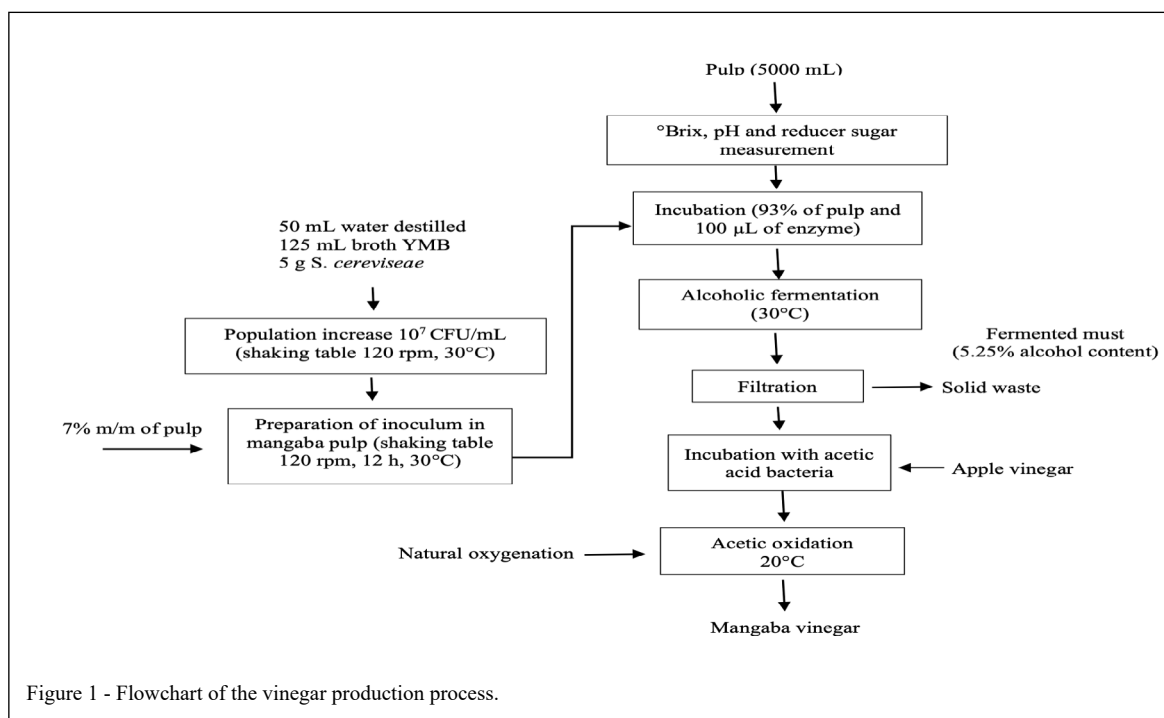 Pulp (5000 mL)
°Brix, pH and reducer sugar
measurement
Incubation (93% of pulp and
100 µL of enzyme)
50 mL water destilled
125 mL broth YMB
5 g S. cereviseae
Alcoholic fermentation
(30°C)
Population increase 10⁷ CFU/mL
(shaking table 120 rpm, 30°C)
Fermented must
(5.25% alcohol content)
Filtration
Solid waste
7% m/m of pulp
Preparation of inoculum in
mangaba pulp (shaking table
120 rpm, 12 h, 30°C)
Incubation with acetic
acid bacteria
Apple vinegar
Natural oxygenation
Acetic oxidation
20°C
Mangaba vinegar
Figure 1 - Flowchart of the vinegar production process.